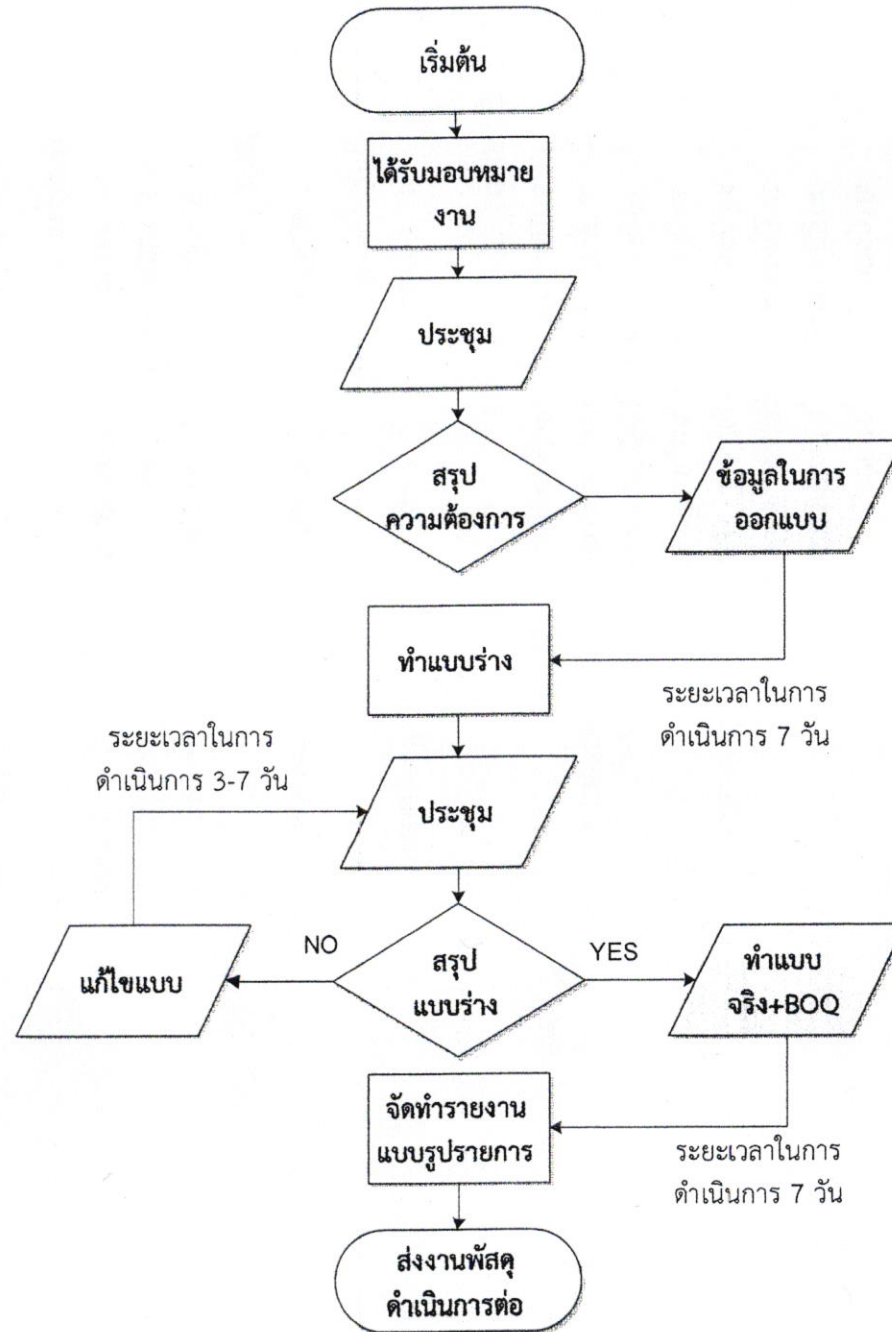 เริ่มต้น
ได้รับมอบหมาย
งาน
ประชุม
สรุป
ความต้องการ
ข้อมูลในการ
ออกแบบ
ทำแบบร่าง
ระยะเวลาในการ
ดำเนินการ 7 วัน
ระยะเวลาในการ
ดำเนินการ 3-7 วัน
ประชุม
NO
สรุป
แบบร่าง
YES
แก้ไขแบบ
ทำแบบ
จริง+BOQ
จัดทำรายงาน
แบบรูปรายการ
ระยะเวลาในการ
ดำเนินการ 7 วัน
ส่งงานพัสดุ
ดำเนินการต่อ